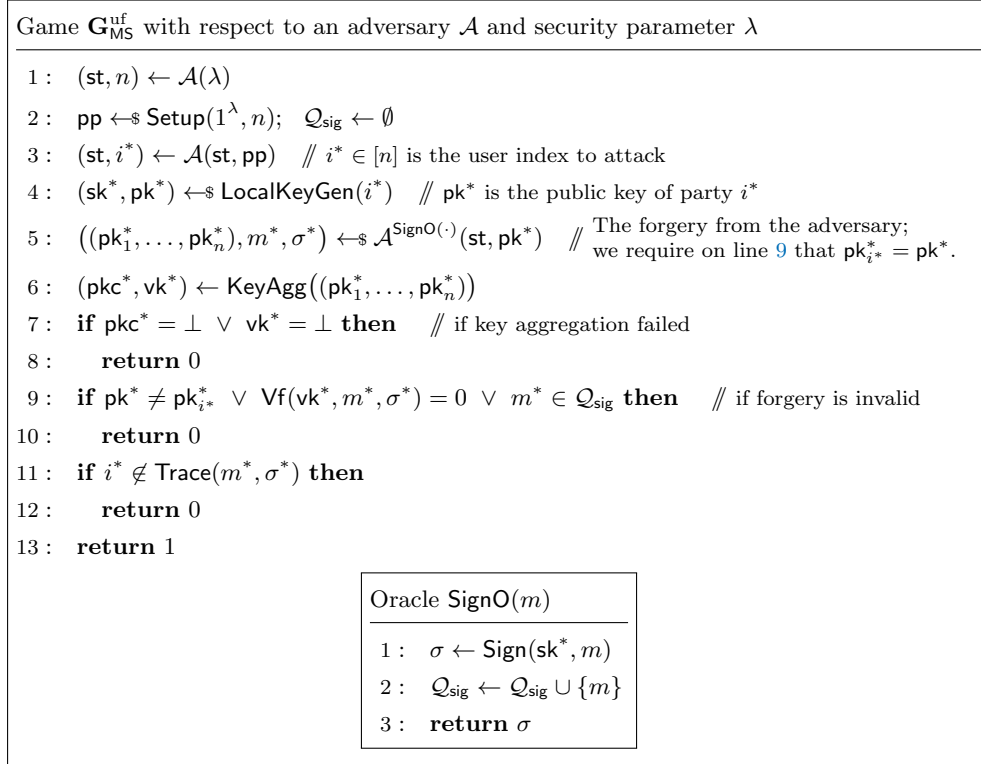 Game G^uf_MS with respect to an adversary 𝒜 and security parameter λ
1 : (st, n) ← 𝒜(λ)
2 : pp ←$ Setup(1^λ, n); 𝒬_sig ← ∅
3 : (st, i*) ← 𝒜(st, pp) // i* ∈ [n] is the user index to attack
4 : (sk*, pk*) ←$ LocalKeyGen(i*) // pk* is the public key of party i*
5 : ((pk*_1, . . . , pk*_n), m*, σ*) ←$ 𝒜^SignO(·)(st, pk*) // The forgery from the adversary;
we require on line 9 that pk*_{i*} = pk*.
6 : (pkc*, vk*) ← KeyAgg((pk*_1, . . . , pk*_n))
7 : if pkc* = ⊥ ∨ vk* = ⊥ then // if key aggregation failed
8 : return 0
9 : if pk* ≠ pk*_{i*} ∨ Vf(vk*, m*, σ*) = 0 ∨ m* ∈ 𝒬_sig then // if forgery is invalid
10 : return 0
11 : if i* ∉ Trace(m*, σ*) then
12 : return 0
13 : return 1
Oracle SignO(m)
1 : σ ← Sign(sk*, m)
2 : 𝒬_sig ← 𝒬_sig ∪ {m}
3 : return σ